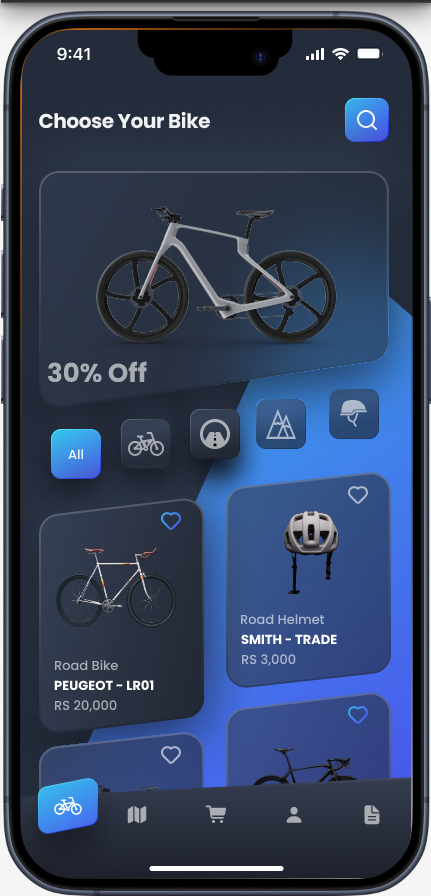 9:41
Choose Your Bike
30% Off
All
Road Bike
PEUGEOT - LR01
RS 20,000
Road Helmet
SMITH - TRADE
RS 3,000